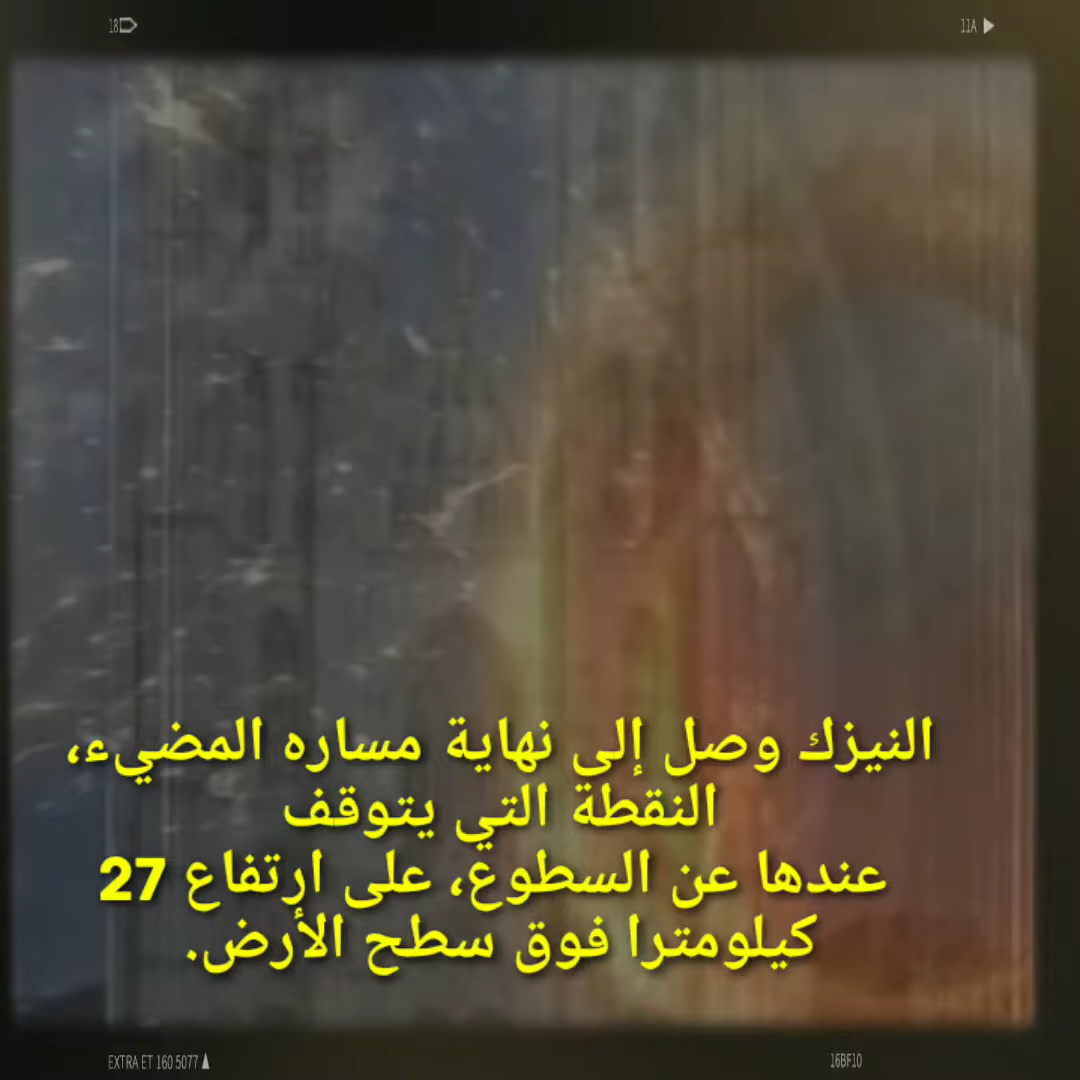 18
11A
النيزك وصل إلى نهاية مساره المضيء،
النقطة التي يتوقف
عندها عن السطوع، على ارتفاع 27
كيلومترا فوق سطح الأرض.
EXTRA ET 160 5077
16BF10